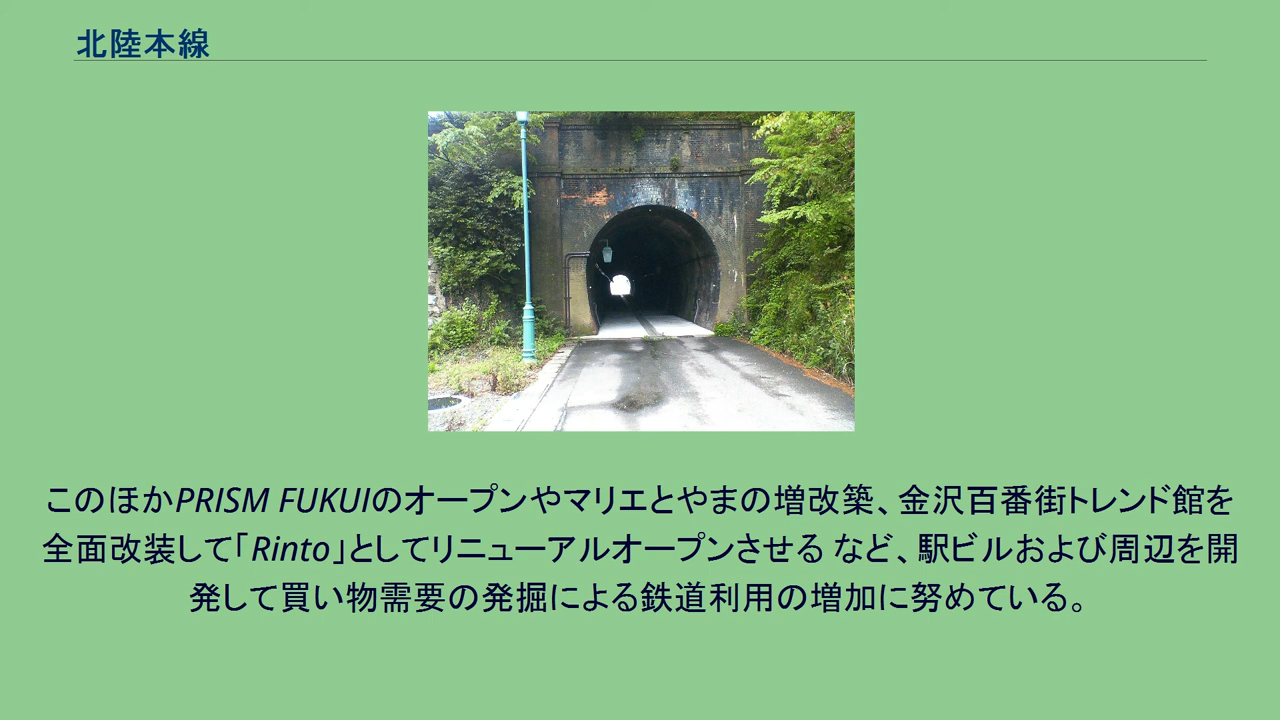 北陸本線
このほかPRISM FUKUIのオープンやマリエとやまの増改築、金沢百番街トレンド館を
全面改装して「Rinto」としてリニューアルオープンさせる など、駅ビルおよび周辺を開
発して買い物需要の発掘による鉄道利用の増加に努めている。